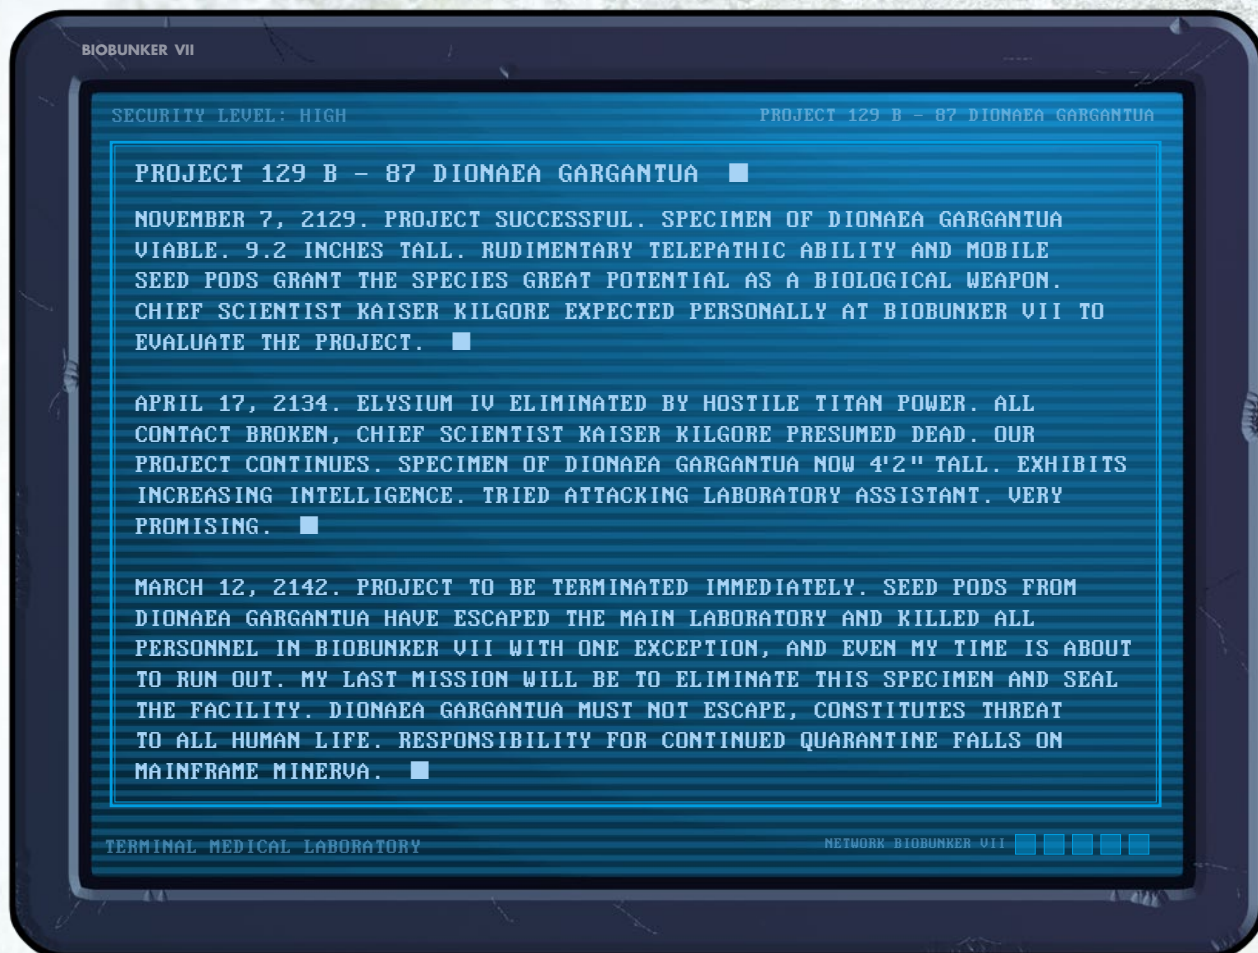 BIOBUNKER VII
SECURITY LEVEL: HIGH
PROJECT 129 B – 87 DIONAEA GARGANTUA
PROJECT 129 B – 87 DIONAEA GARGANTUA
NOVEMBER 7, 2129. PROJECT SUCCESSFUL. SPECIMEN OF DIONAEA GARGANTUA
VIABLE. 9.2 INCHES TALL. RUDIMENTARY TELEPATHIC ABILITY AND MOBILE
SEED PODS GRANT THE SPECIES GREAT POTENTIAL AS A BIOLOGICAL WEAPON.
CHIEF SCIENTIST KAISER KILGORE EXPECTED PERSONALLY AT BIOBUNKER VII TO
EVALUATE THE PROJECT.
APRIL 17, 2134. ELYSIUM IV ELIMINATED BY HOSTILE TITAN POWER. ALL
CONTACT BROKEN, CHIEF SCIENTIST KAISER KILGORE PRESUMED DEAD. OUR
PROJECT CONTINUES. SPECIMEN OF DIONAEA GARGANTUA NOW 4'2" TALL. EXHIBITS
INCREASING INTELLIGENCE. TRIED ATTACKING LABORATORY ASSISTANT. VERY
PROMISING.
MARCH 12, 2142. PROJECT TO BE TERMINATED IMMEDIATELY. SEED PODS FROM
DIONAEA GARGANTUA HAVE ESCAPED THE MAIN LABORATORY AND KILLED ALL
PERSONNEL IN BIOBUNKER VII WITH ONE EXCEPTION, AND EVEN MY TIME IS ABOUT
TO RUN OUT. MY LAST MISSION WILL BE TO ELIMINATE THIS SPECIMEN AND SEAL
THE FACILITY. DIONAEA GARGANTUA MUST NOT ESCAPE, CONSTITUTES THREAT
TO ALL HUMAN LIFE. RESPONSIBILITY FOR CONTINUED QUARANTINE FALLS ON
MAINFRAME MINERVA.
TERMINAL MEDICAL LABORATORY
NETWORK BIOBUNKER VII